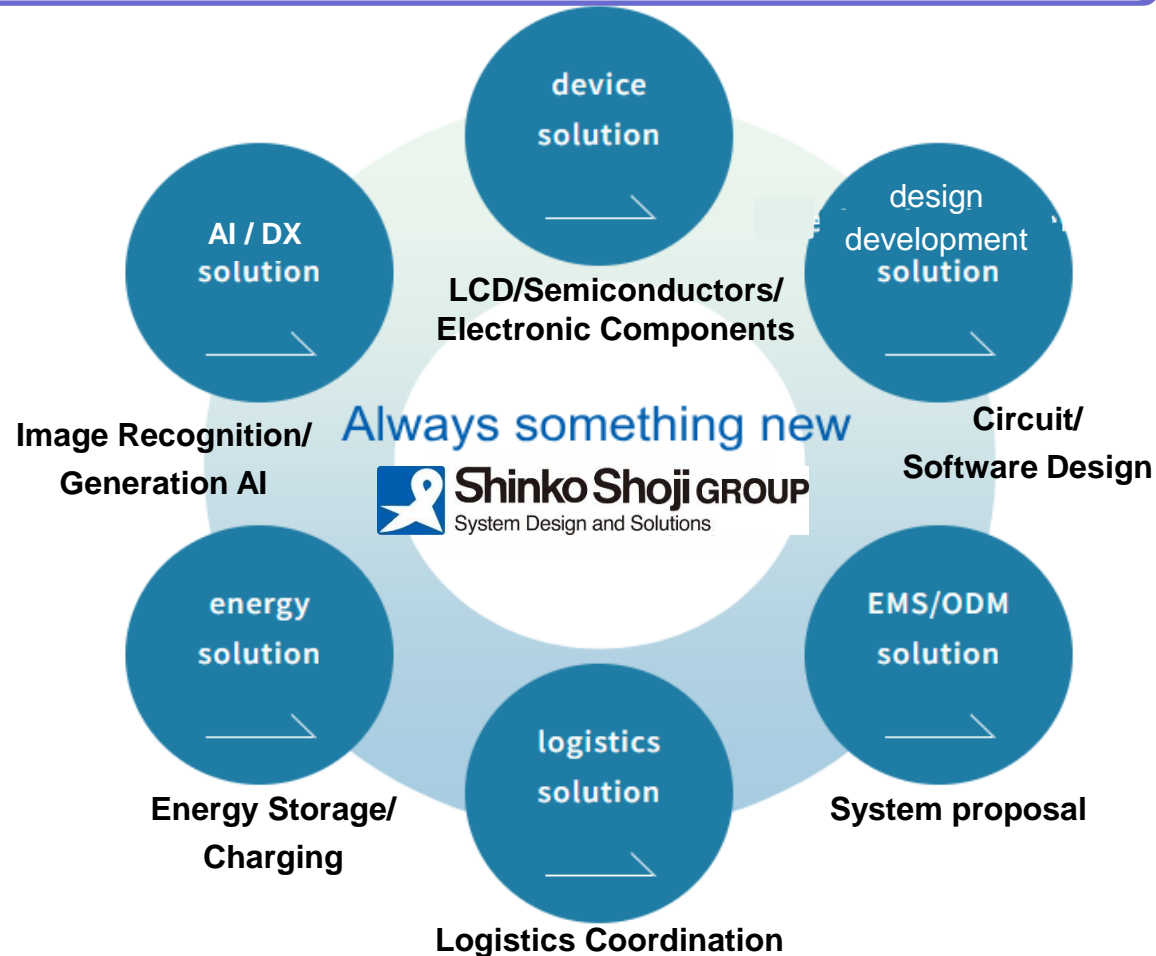 device
solution
LCD/Semiconductors/
Electronic Components
design
development
solution
Circuit/
Software Design
EMS/ODM
solution
System proposal
logistics
solution
Logistics Coordination
energy
solution
Energy Storage/
Charging
AI / DX
solution
Image Recognition/
Generation AI
Always something new
Shinko Shoji GROUP
System Design and Solutions